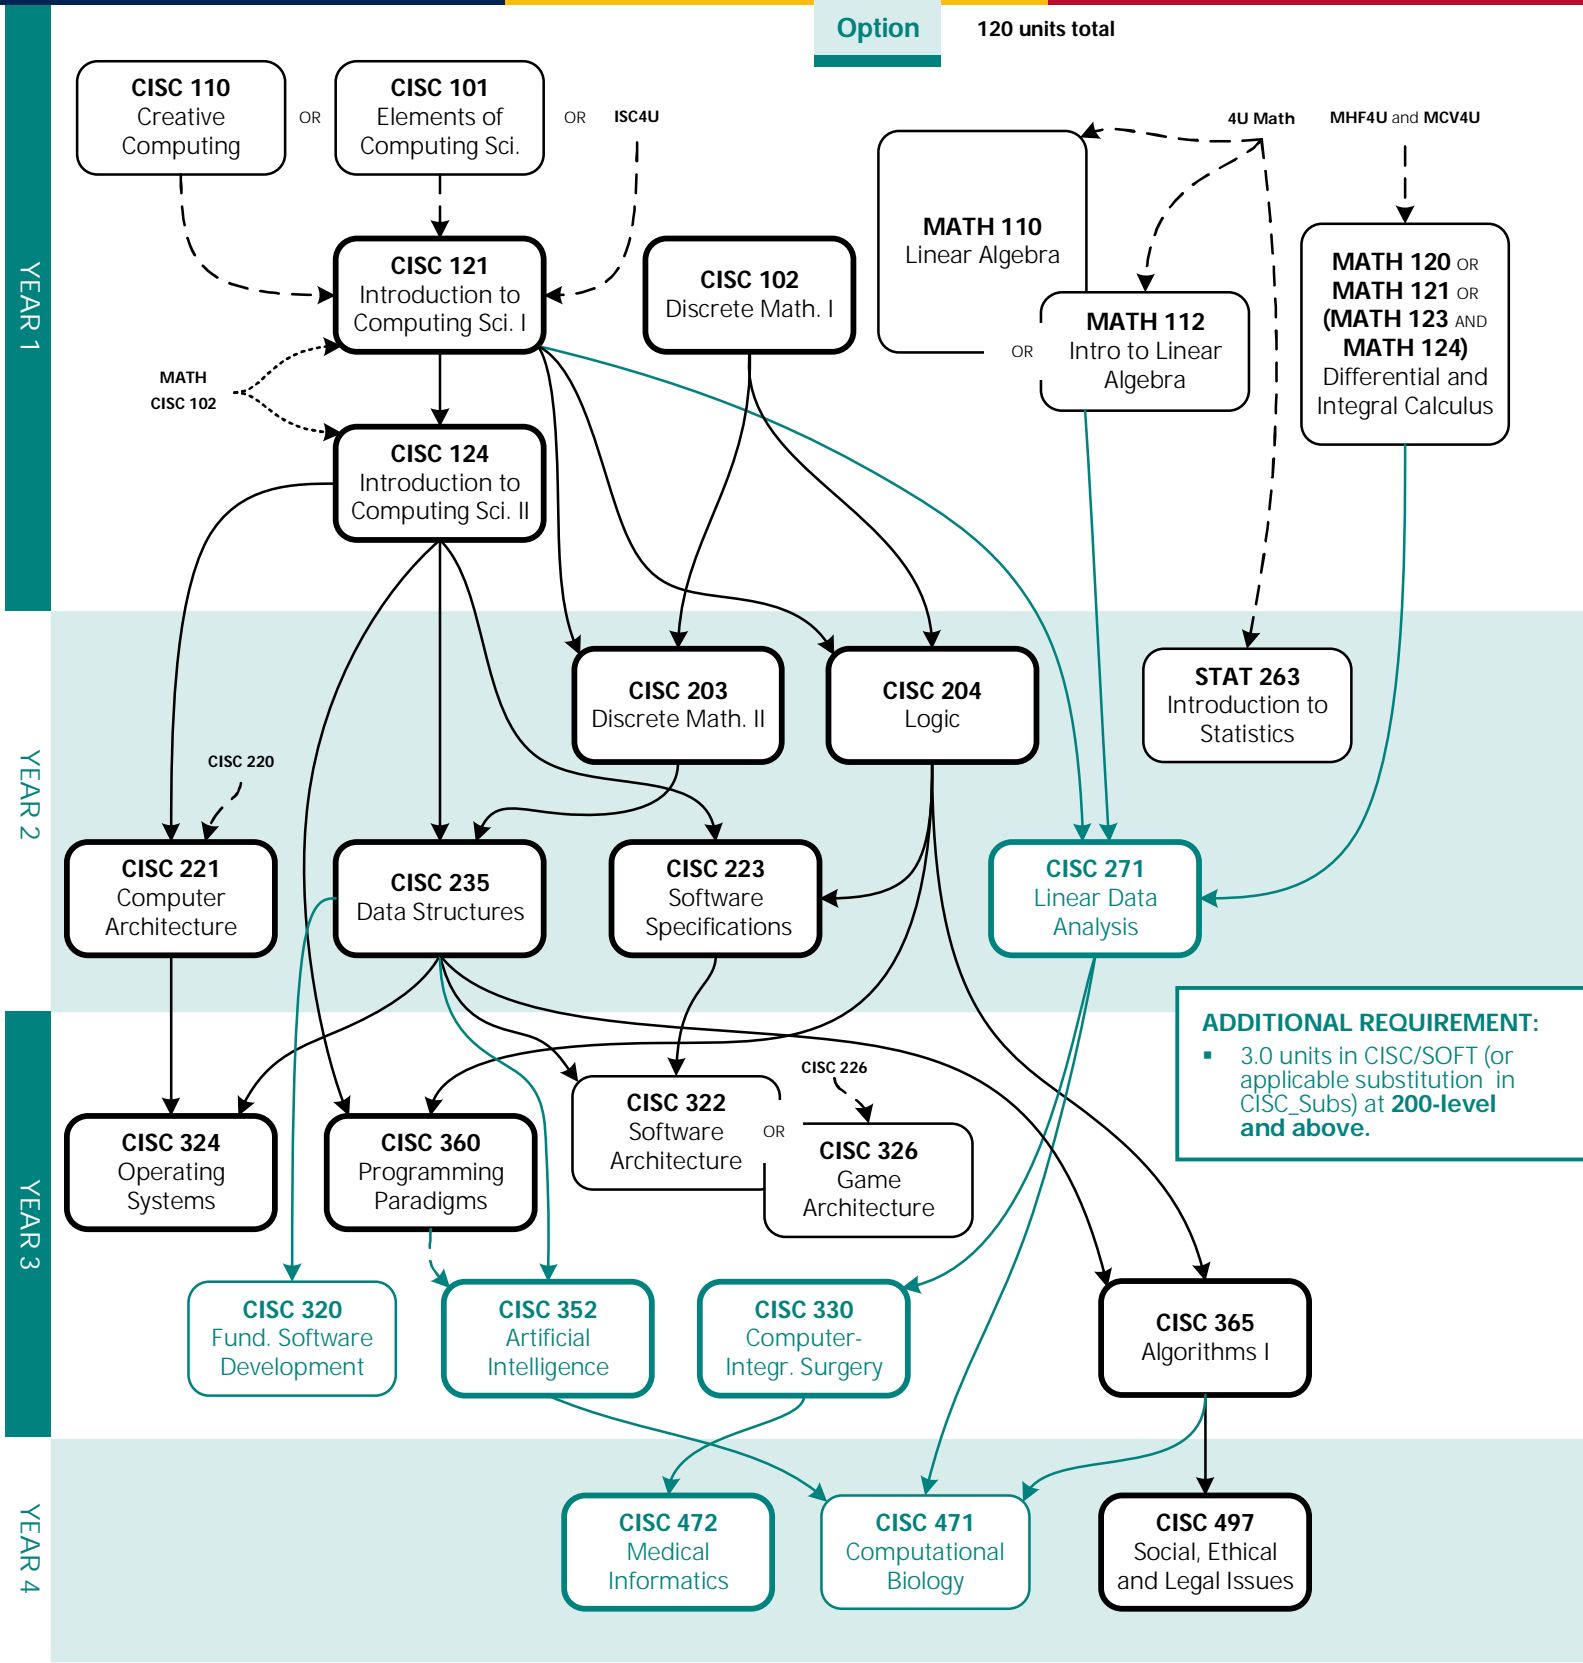 Option
120 units total
CISC 110
Creative
Computing
OR
CISC 101
Elements of
Computing Sci.
OR
ISC4U
4U Math
MHF4U and MCV4U
YEAR 1
CISC 121
Introduction to
Computing Sci. I
CISC 102
Discrete Math. I
MATH 110
Linear Algebra
OR
MATH 112
Intro to Linear
Algebra
MATH 120 OR
MATH 121 OR
(MATH 123 AND
MATH 124)
Differential and
Integral Calculus
MATH
CISC 102
CISC 124
Introduction to
Computing Sci. II
YEAR 2
CISC 203
Discrete Math. II
CISC 204
Logic
STAT 263
Introduction to
Statistics
CISC 220
CISC 221
Computer
Architecture
CISC 235
Data Structures
CISC 223
Software
Specifications
CISC 271
Linear Data
Analysis
ADDITIONAL REQUIREMENT:
▪ 3.0 units in CISC/SOFT (or
applicable substitution in
CISC_Subs) at 200-level
and above.
YEAR 3
CISC 324
Operating
Systems
CISC 360
Programming
Paradigms
CISC 322
Software
Architecture
OR
CISC 226
CISC 326
Game
Architecture
CISC 320
Fund. Software
Development
CISC 352
Artificial
Intelligence
CISC 330
Computer-
Integr. Surgery
CISC 365
Algorithms I
YEAR 4
CISC 472
Medical
Informatics
CISC 471
Computational
Biology
CISC 497
Social, Ethical
and Legal Issues